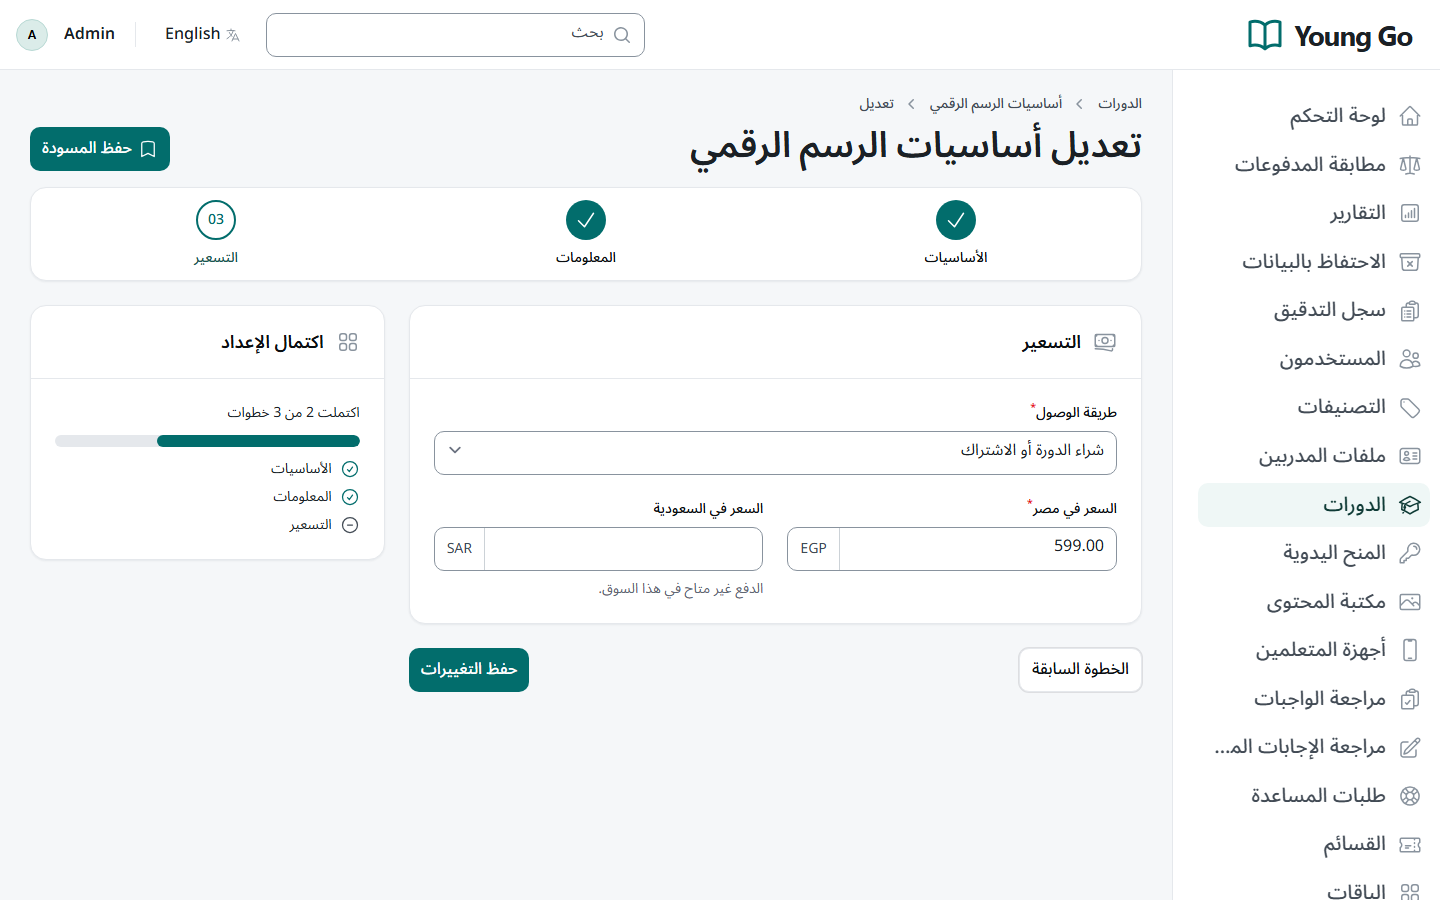 Young Go
بحث
English
Admin
A
لوحة التحكم
مطابقة المدفوعات
التقارير
الاحتفاظ بالبيانات
سجل التدقيق
المستخدمون
التصنيفات
ملفات المدربين
الدورات
المنح اليدوية
مكتبة المحتوى
أجهزة المتعلمين
مراجعة الواجبات
مراجعة الإجابات الم...
طلبات المساعدة
القسائم
الباقات
الدورات
أساسيات الرسم الرقمي
تعديل
تعديل أساسيات الرسم الرقمي
حفظ المسودة
الأساسيات
المعلومات
03
التسعير
التسعير
طريقة الوصول*
شراء الدورة أو الاشتراك
السعر في مصر*
599.00
EGP
السعر في السعودية
SAR
الدفع غير متاح في هذا السوق.
الخطوة السابقة
حفظ التغييرات
اكتمال الإعداد
اكتملت 2 من 3 خطوات
الأساسيات
المعلومات
التسعير